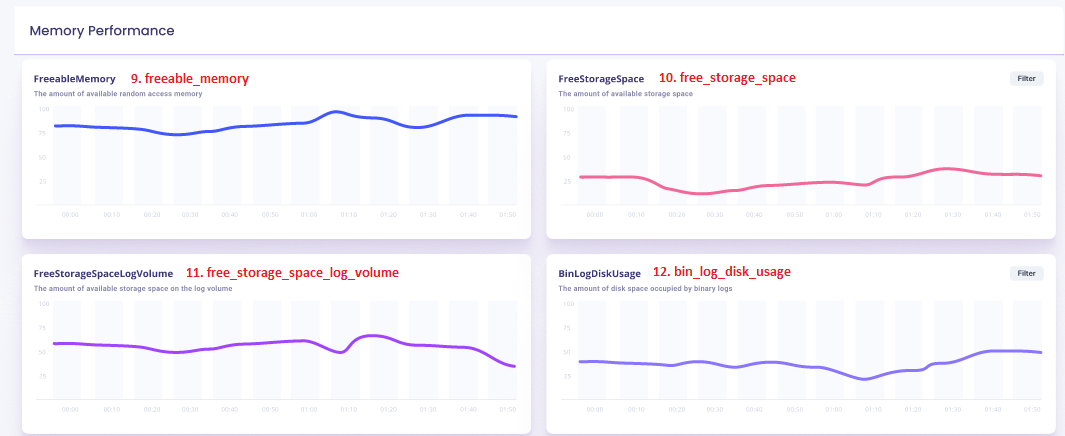 Memory Performance
FreeableMemory 9. freeable_memory
The amount of available random access memory
100
75
50
25
00:00 00:10 00:20 00:30 00:40 00:50 01:00 01:10 01:20 01:30 01:40 01:50
FreeStorageSpace 10. free_storage_space Filter
The amount of available storage space
100
75
50
25
00:00 00:10 00:20 00:30 00:40 00:50 01:00 01:10 01:20 01:30 01:40 01:50
FreeStorageSpaceLogVolume 11. free_storage_space_log_volume
The amount of available storage space on the log volume
100
75
50
25
00:00 00:10 00:20 00:30 00:40 00:50 01:00 01:10 01:20 01:30 01:40 01:50
BinLogDiskUsage 12. bin_log_disk_usage Filter
The amount of disk space occupied by binary logs
100
75
50
25
00:00 00:10 00:20 00:30 00:40 00:50 01:00 01:10 01:20 01:30 01:40 01:50